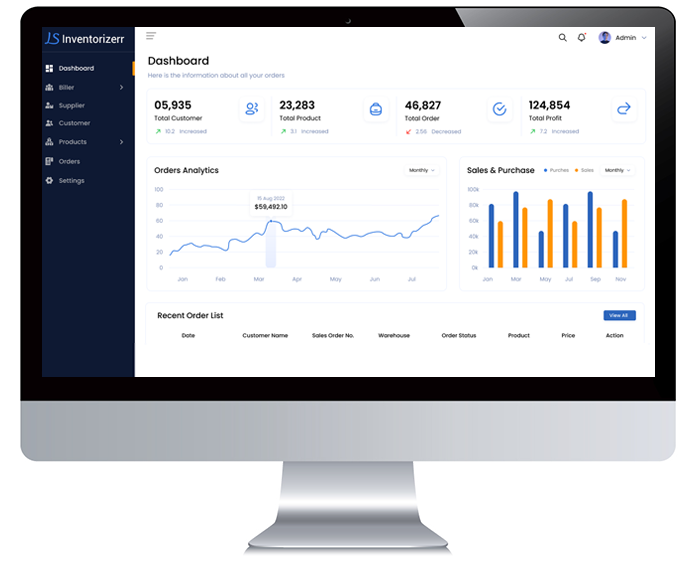 JS Inventorizerr
Dashboard
Biller
Supplier
Customer
Products
Orders
Settings
Admin
Dashboard
Here is the information about all your orders
05,935
Total Customer
10.2 Increased
23,283
Total Product
3.1 Increased
46,827
Total Order
2.56 Decreased
124,854
Total Profit
7.2 Increased
Orders Analytics
Monthly
100
80
60
40
20
0
15 Aug 2022
$59,492.10
Jan Feb Mar Apr May Jun Jul
Sales & Purchase
Purches Sales Monthly
100k
80k
60k
40k
20k
0k
Jan Mar May Jul Sep Nov
Recent Order List
View All
Date Customer Name Sales Order No. Warehouse Order Status Product Price Action